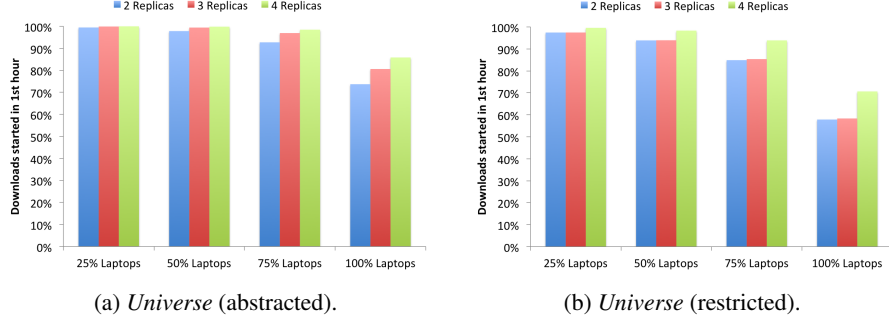 2 Replicas 3 Replicas 4 Replicas
Downloads started in 1st hour
100%
90%
80%
70%
60%
50%
40%
30%
20%
10%
0%
25% Laptops 50% Laptops 75% Laptops 100% Laptops
(a) Universe (abstracted).
2 Replicas 3 Replicas 4 Replicas
Downloads started in 1st hour
100%
90%
80%
70%
60%
50%
40%
30%
20%
10%
0%
25% Laptops 50% Laptops 75% Laptops 100% Laptops
(b) Universe (restricted).